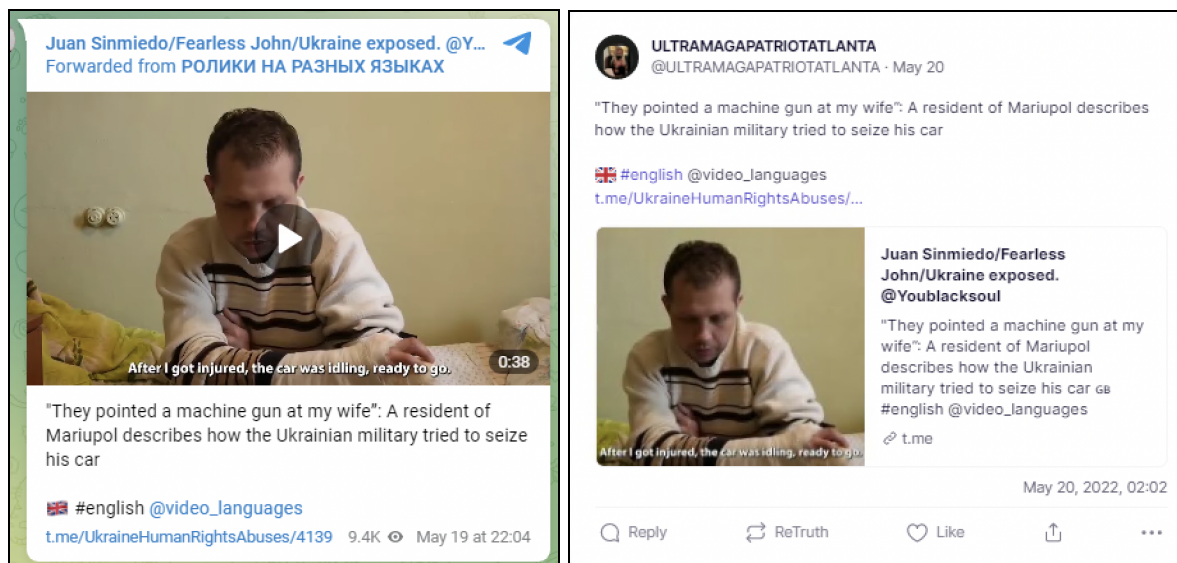 Juan Sinmiedo/Fearless John/Ukraine exposed. @Y...
Forwarded from РОЛИКИ НА РАЗНЫХ ЯЗЫКАХ
After I got injured, the car was idling, ready to go.
0:38
"They pointed a machine gun at my wife”: A resident of
Mariupol describes how the Ukrainian military tried to seize
his car
#english @video_languages
t.me/UkraineHumanRightsAbuses/4139 9.4K May 19 at 22:04
ULTRAMAGAPATRIOTATLANTA
@ULTRAMAGAPATRIOTATLANTA · May 20
"They pointed a machine gun at my wife”: A resident of Mariupol describes
how the Ukrainian military tried to seize his car
#english @video_languages
t.me/UkraineHumanRightsAbuses/...
After I got injured, the car was idling, ready to go.
Juan Sinmiedo/Fearless
John/Ukraine exposed.
@Youblacksoul
"They pointed a machine gun at my
wife”: A resident of Mariupol
describes how the Ukrainian
military tried to seize his car GB
#english @video_languages
t.me
May 20, 2022, 02:02
Reply ReTruth Like